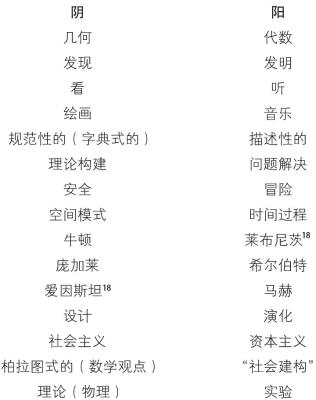 阴 阳
几何 代数
发现 发明
看 听
绘画 音乐
规范性的（字典式的） 描述性的
理论构建 问题解决
安全 冒险
空间模式 时间过程
牛顿 莱布尼茨18
庞加莱 希尔伯特
爱因斯坦18 马赫
设计 演化
社会主义 资本主义
柏拉图式的（数学观点） “社会建构”
理论（物理） 实验